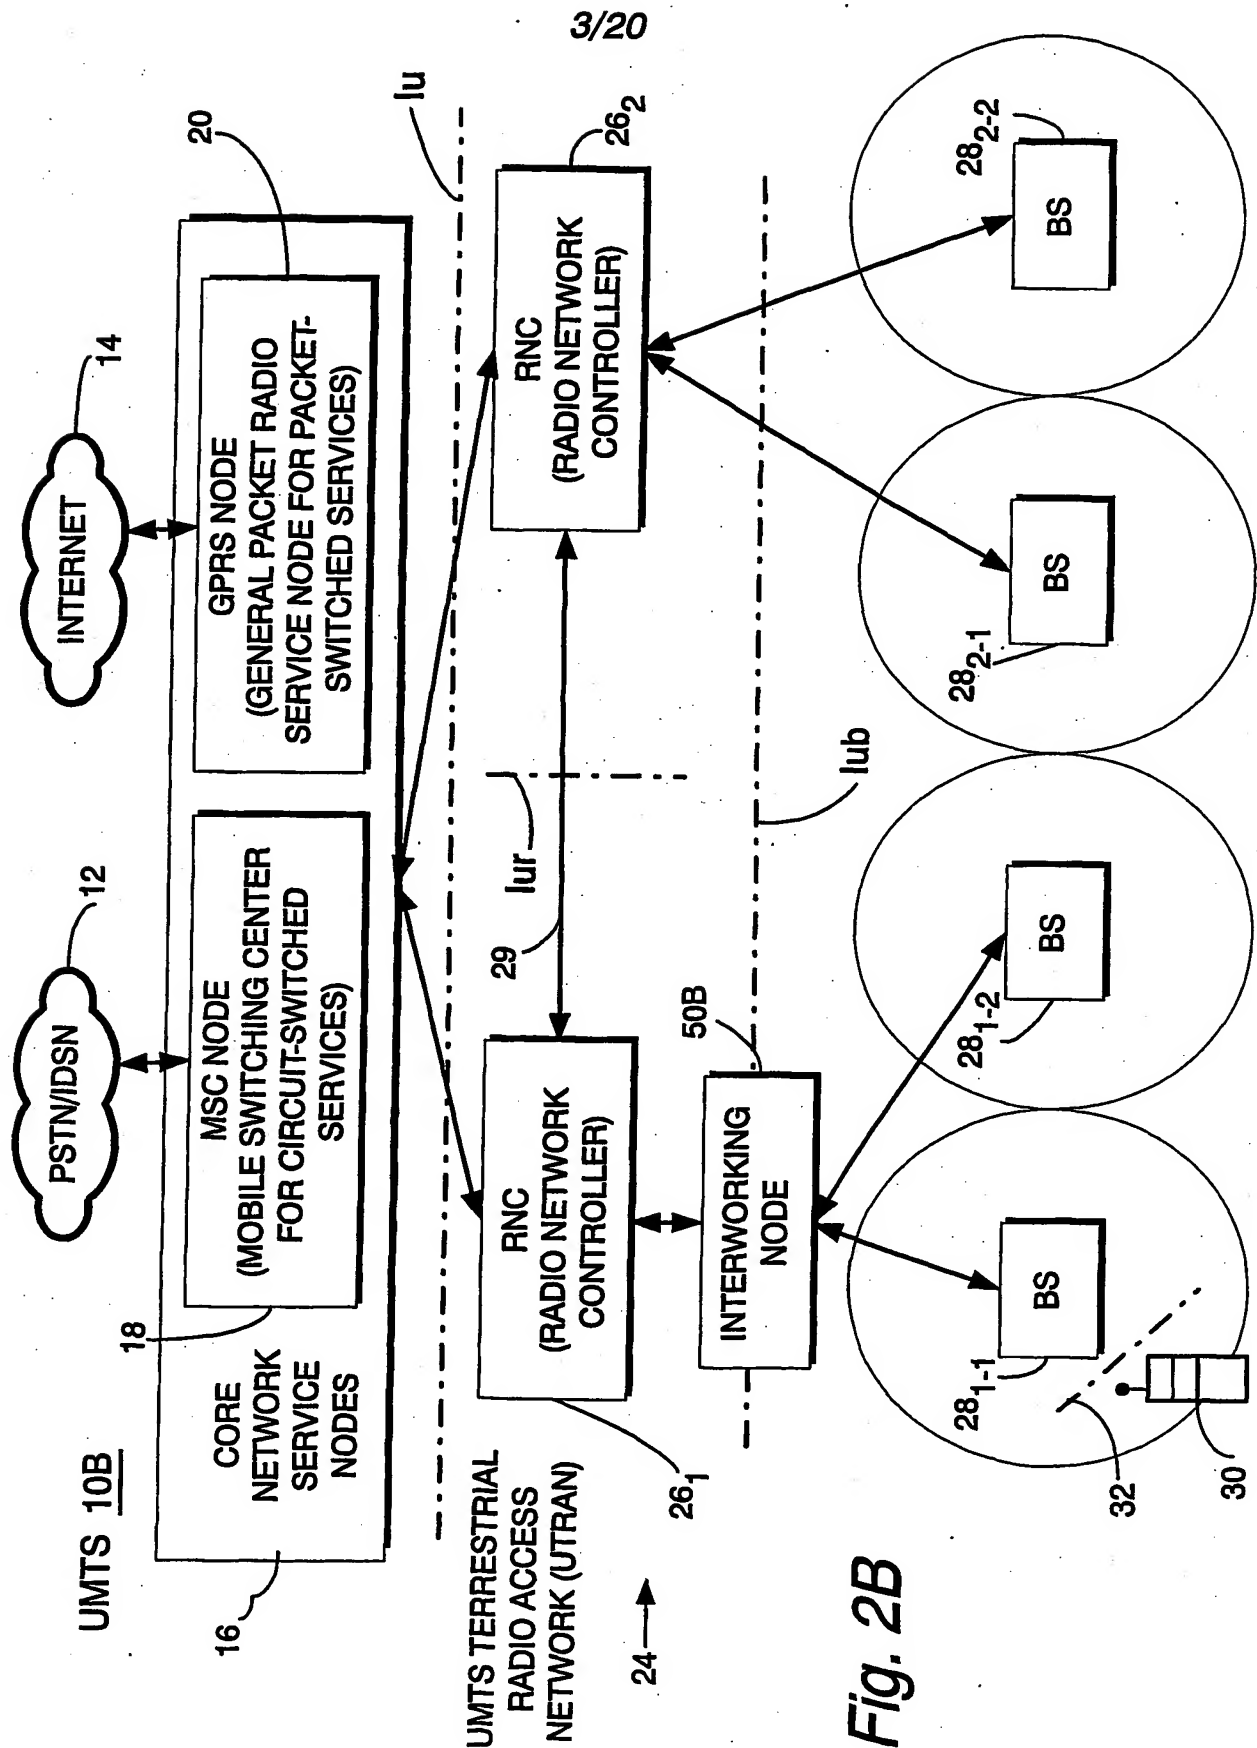 3/20
UMTS 10B
PSTN/IDSN
12
INTERNET
14
16
CORE
NETWORK
SERVICE
NODES
18
MSC NODE
(MOBILE SWITCHING CENTER
FOR CIRCUIT-SWITCHED
SERVICES)
GPRS NODE
(GENERAL PACKET RADIO
SERVICE NODE FOR PACKET-
SWITCHED SERVICES)
20
Iu
UMTS TERRESTRIAL
RADIO ACCESS
NETWORK (UTRAN)
24
RNC
(RADIO NETWORK
CONTROLLER)
26₁
29
Iur
RNC
(RADIO NETWORK
CONTROLLER)
26₂
INTERWORKING
NODE
50B
Iub
BS
28₁₋₁
BS
28₁₋₂
BS
28₂₋₁
BS
28₂₋₂
32
30
Fig. 2B